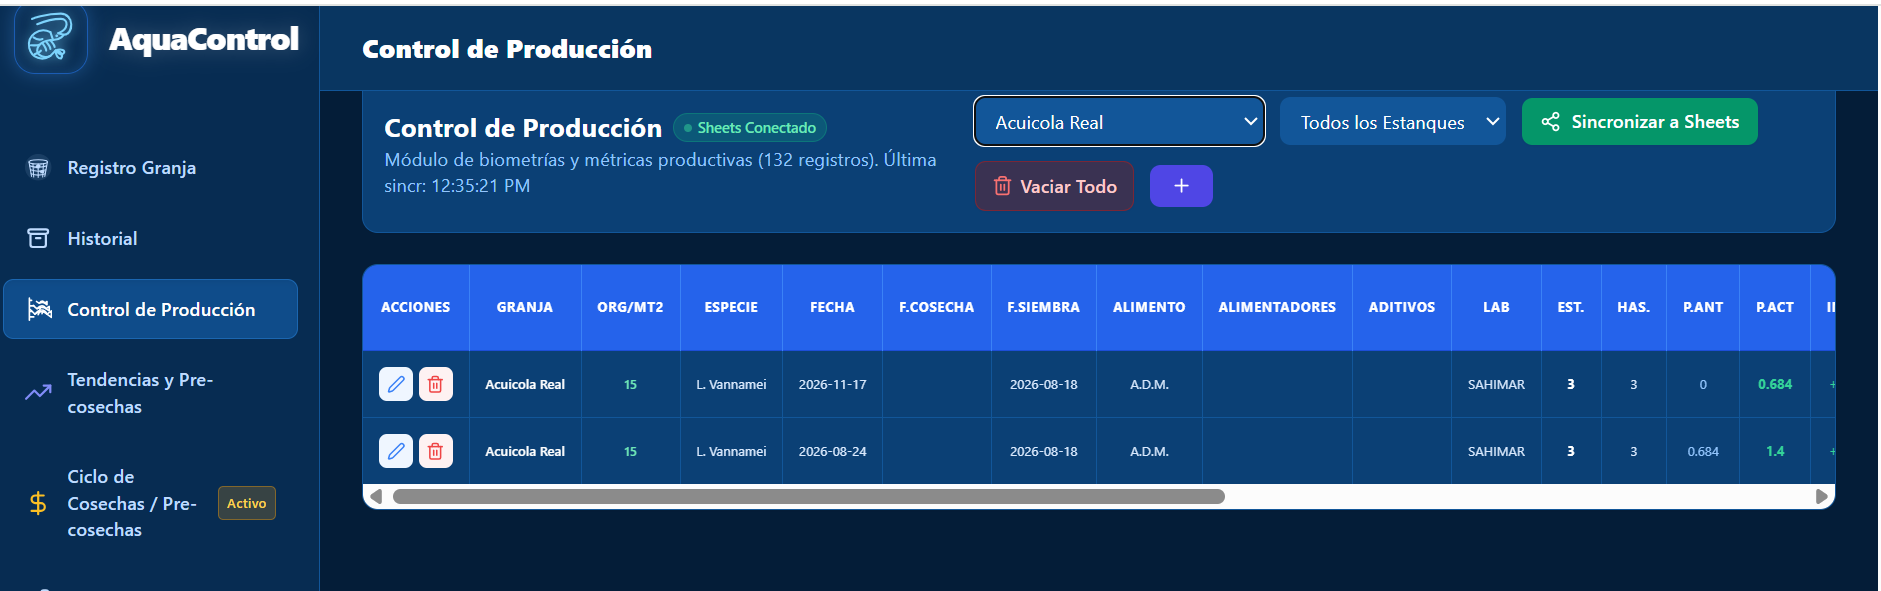 AquaControl
Control de Producción
Registro Granja
Historial
Control de Producción
Tendencias y Pre-
cosechas
Ciclo de
Cosechas / Pre-
cosechas
Activo
Control de Producción
Sheets Conectado
Módulo de biometrías y métricas productivas (132 registros). Última
sincr: 12:35:21 PM
Acuicola Real
Todos los Estanques
Sincronizar a Sheets
Vaciar Todo
+
ACCIONES GRANJA ORG/MT2 ESPECIE FECHA F.COSECHA F.SIEMBRA ALIMENTO ALIMENTADORES ADITIVOS LAB EST. HAS. P.ANT P.ACT
Acuicola Real 15 L. Vannamei 2026-11-17 2026-08-18 A.D.M. SAHIMAR 3 3 0 0.684 +
Acuicola Real 15 L. Vannamei 2026-08-24 2026-08-18 A.D.M. SAHIMAR 3 3 0.684 1.4 +